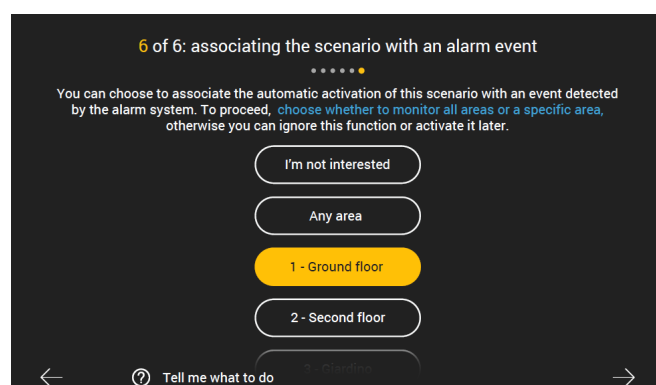 6 of 6: associating the scenario with an alarm event
You can choose to associate the automatic activation of this scenario with an event detected
by the alarm system. To proceed, choose whether to monitor all areas or a specific area,
otherwise you can ignore this function or activate it later.
I'm not interested
Any area
1 - Ground floor
2 - Second floor
3 - Giardino
Tell me what to do